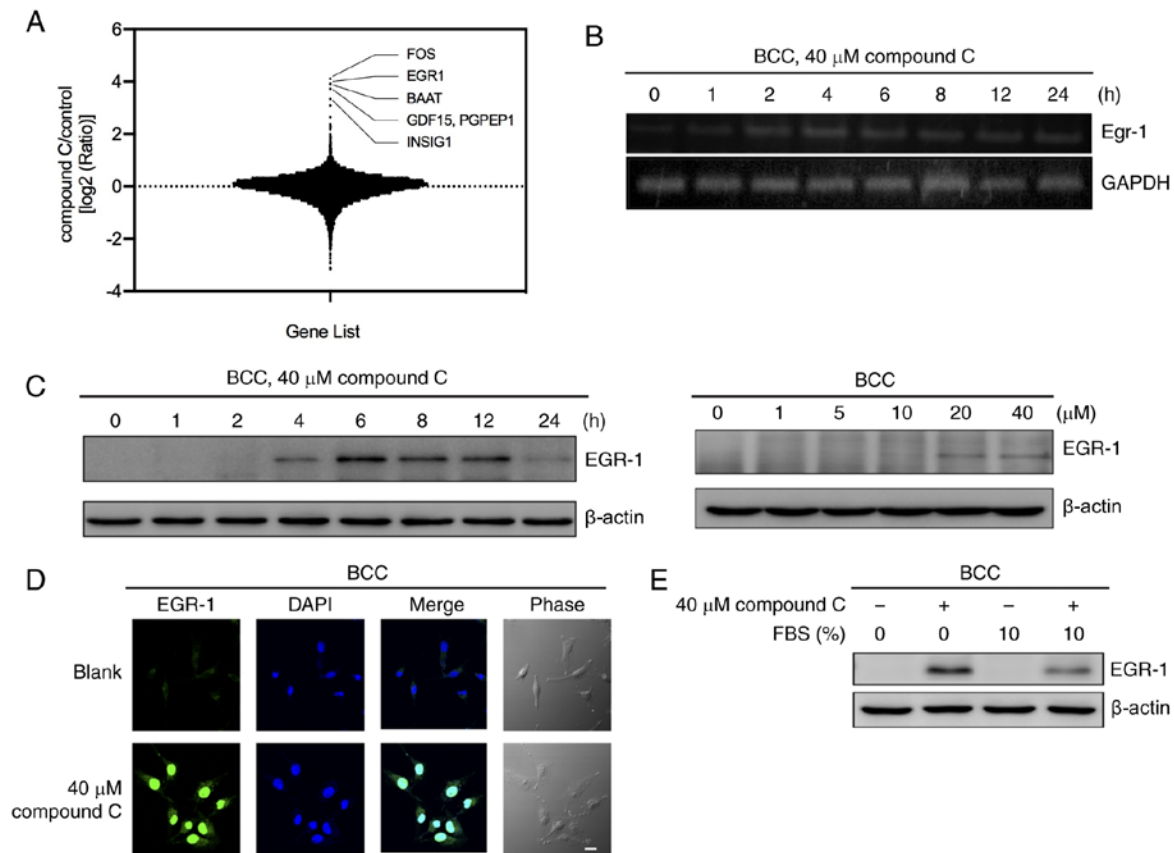 A
6
4
2
0
-2
-4
compound C/control
[log2 (Ratio)]
FOS
EGR1
BAAT
GDF15, PGPEP1
INSIG1
Gene List
B
BCC, 40 μM compound C
0 1 2 4 6 8 12 24 (h)
Egr-1
GAPDH
C
BCC, 40 μM compound C
0 1 2 4 6 8 12 24 (h)
EGR-1
β-actin
BCC
0 1 5 10 20 40 (μM)
EGR-1
β-actin
D
BCC
EGR-1 DAPI Merge Phase
Blank
40 μM
compound C
E
BCC
40 μM compound C – + – +
FBS (%) 0 0 10 10
EGR-1
β-actin